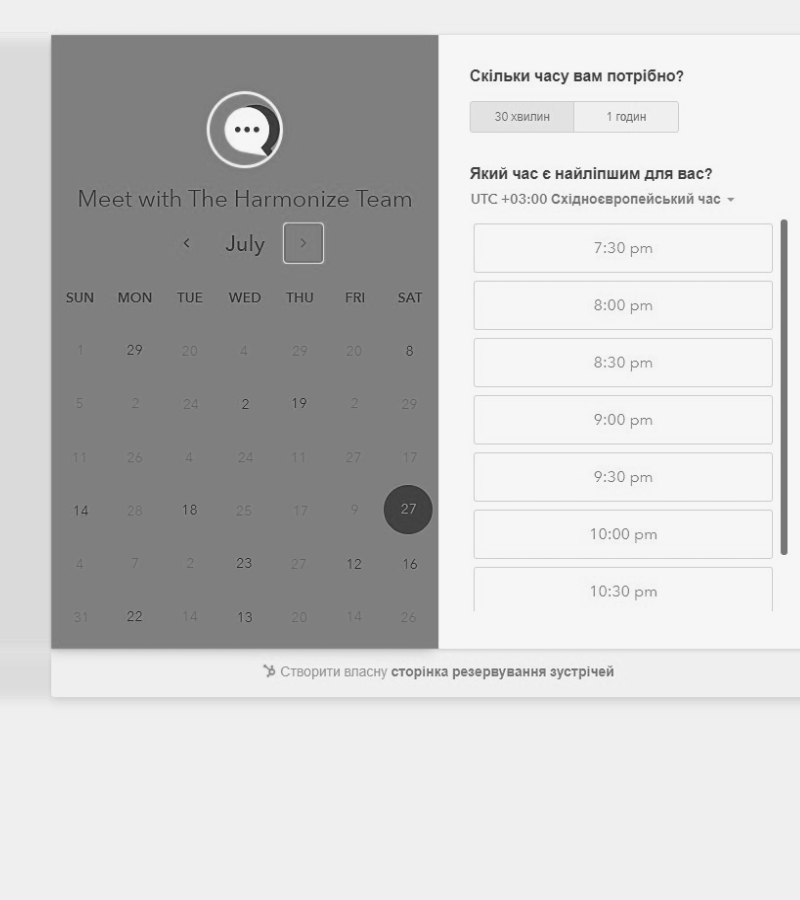 Meet with The Harmonize Team
July
SUN MON TUE WED THU FRI SAT
1 29 20 4 29 20 8
5 2 24 2 19 2 29
11 26 4 24 11 27 17
14 28 18 25 17 9 27
4 7 2 23 27 12 16
31 22 14 13 20 14 26
Скільки часу вам потрібно?
30 хвилин 1 годин
Який час є найліпшим для вас?
UTC +03:00 Східноєвропейський час
7:30 pm
8:00 pm
8:30 pm
9:00 pm
9:30 pm
10:00 pm
10:30 pm
Створити власну сторінка резервування зустрічей